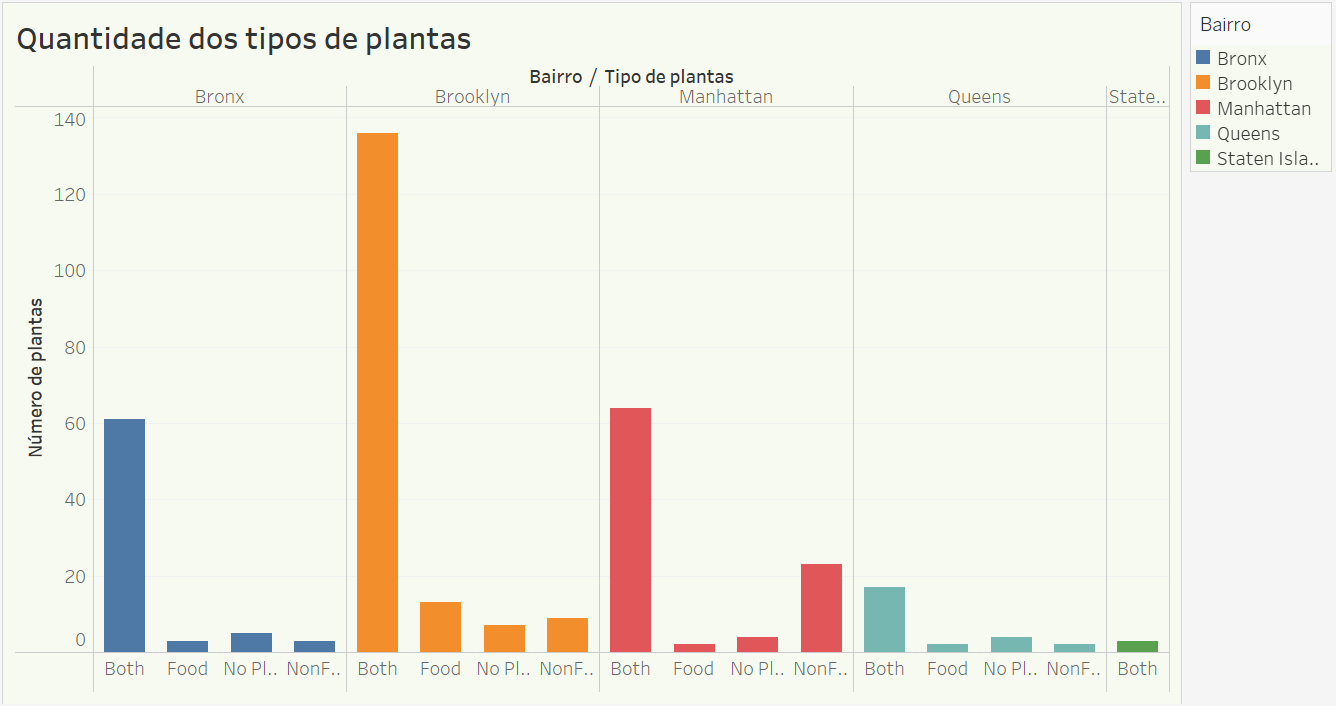 Quantidade dos tipos de plantas
Bairro / Tipo de plantas
Bronx Brooklyn Manhattan Queens State..
140
120
100
80
60
40
20
0
Número de plantas
Both Food No Pl.. NonF.. Both Food No Pl.. NonF.. Both Food No Pl.. NonF.. Both Food No Pl.. NonF.. Both
Bairro
Bronx
Brooklyn
Manhattan
Queens
Staten Isla..